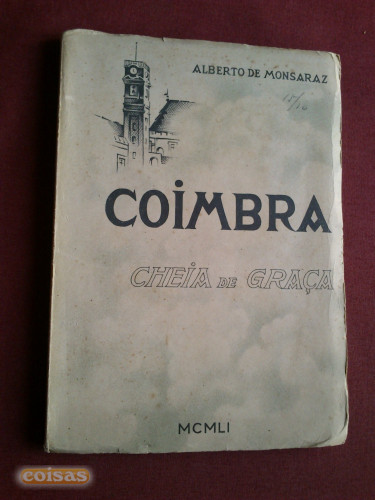 ALBERTO DE MONSARAZ
COIMBRA
CHEIA DE GRAÇA
MCMLI
coisas